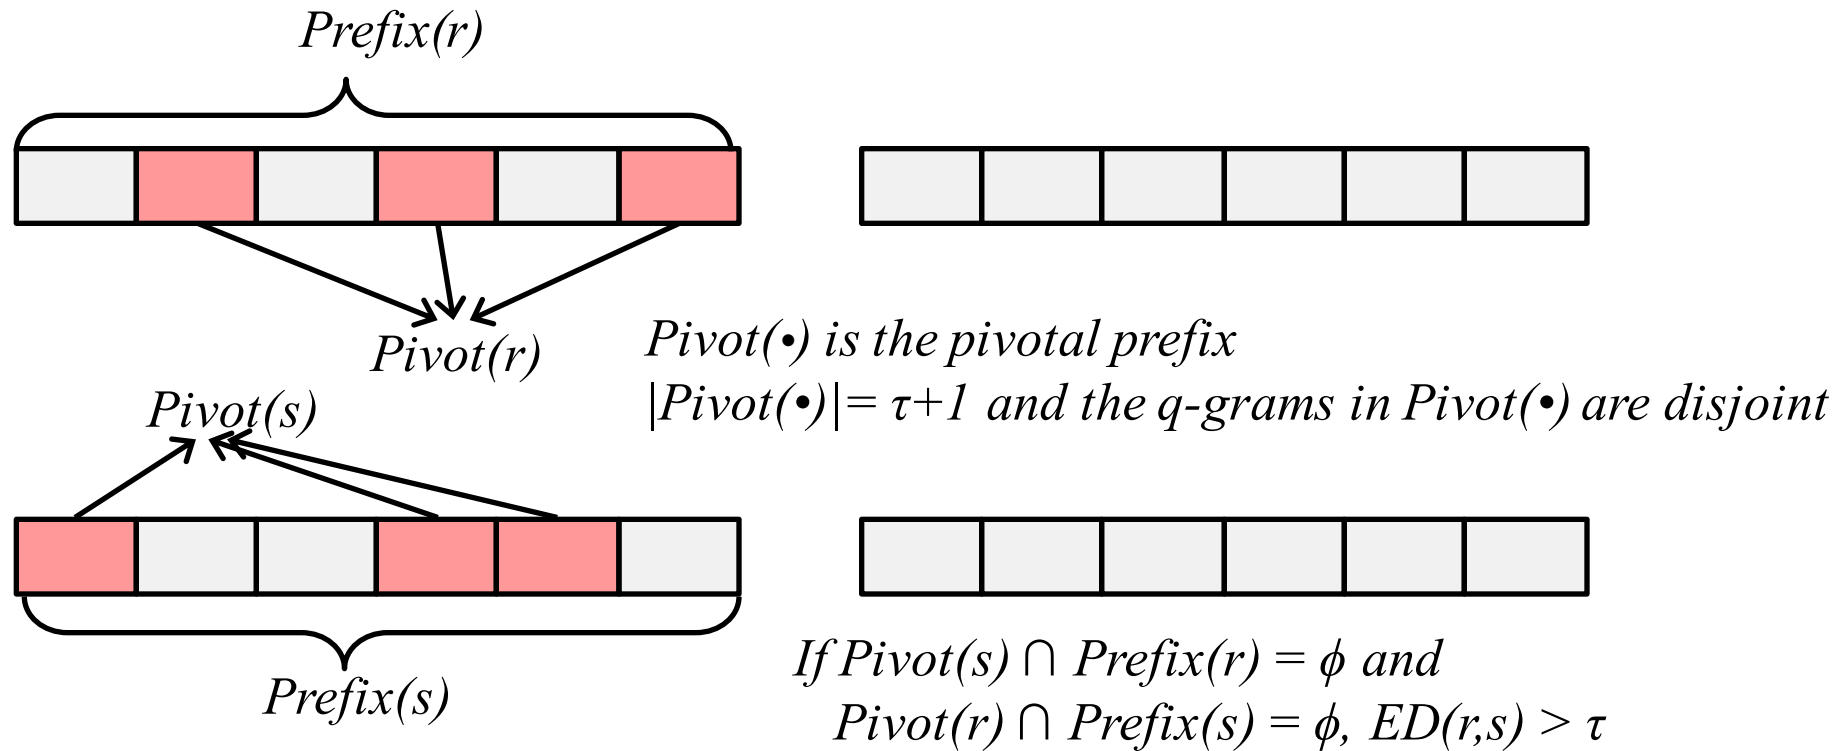 Prefix(r)
Pivot(r)
Pivot(•) is the pivotal prefix
|Pivot(•)|= τ+1 and the q-grams in Pivot(•) are disjoint
Pivot(s)
Prefix(s)
If Pivot(s) ∩ Prefix(r) = ϕ and
Pivot(r) ∩ Prefix(s) = ϕ, ED(r,s) > τ